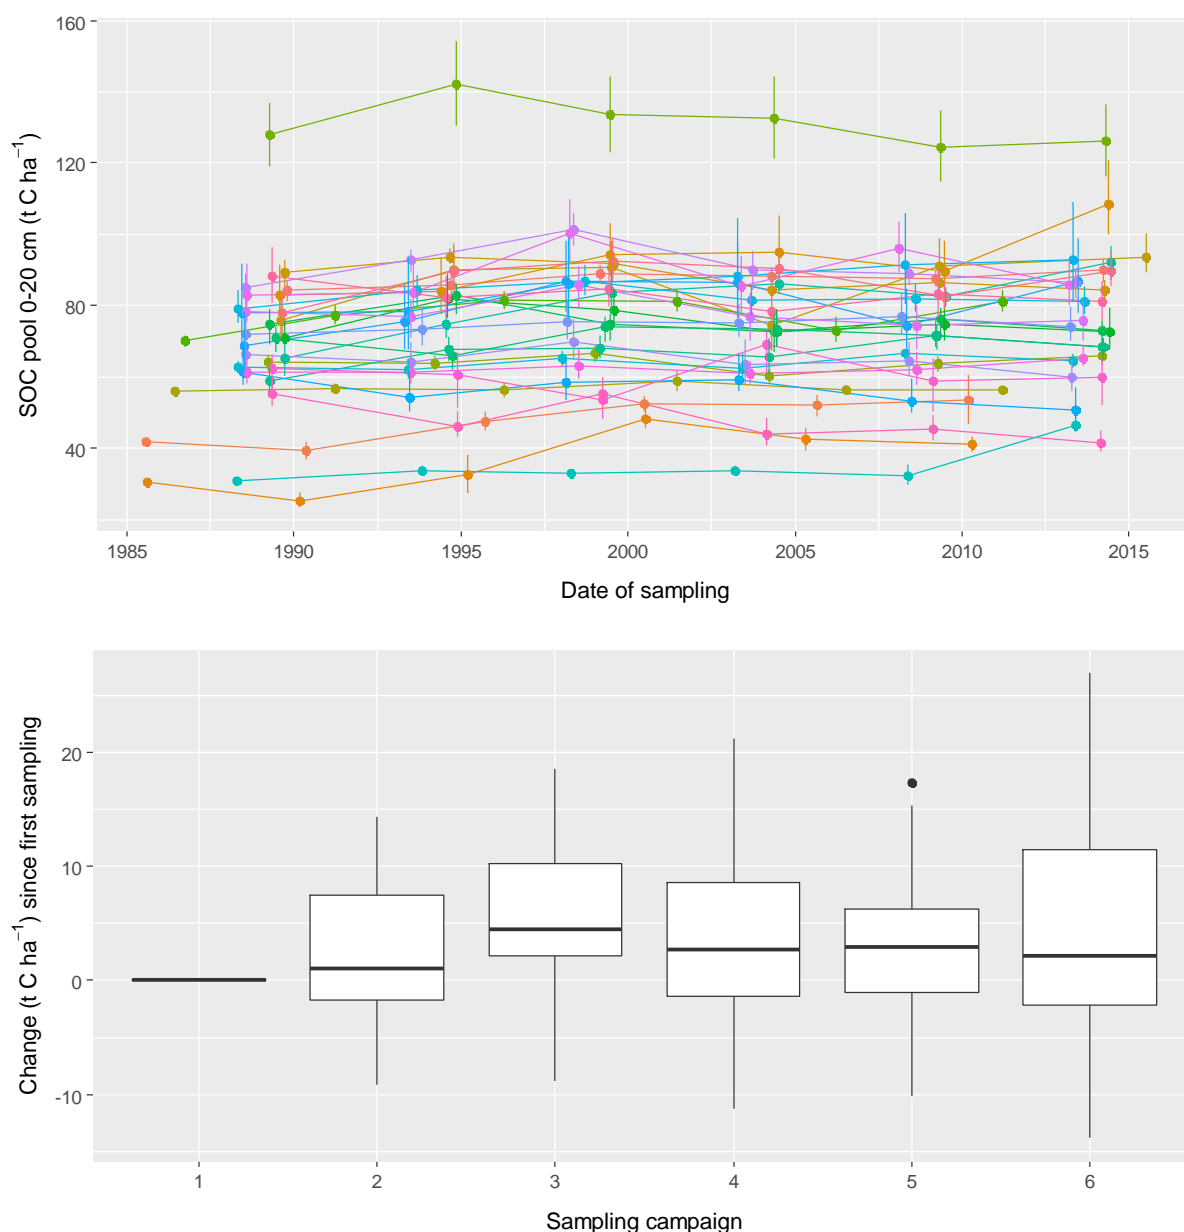 160
120
80
40
SOC pool 0-20 cm (t C ha⁻¹)
1985 1990 1995 2000 2005 2010 2015
Date of sampling
20
10
0
-10
Change (t C ha⁻¹) since first sampling
1 2 3 4 5 6
Sampling campaign